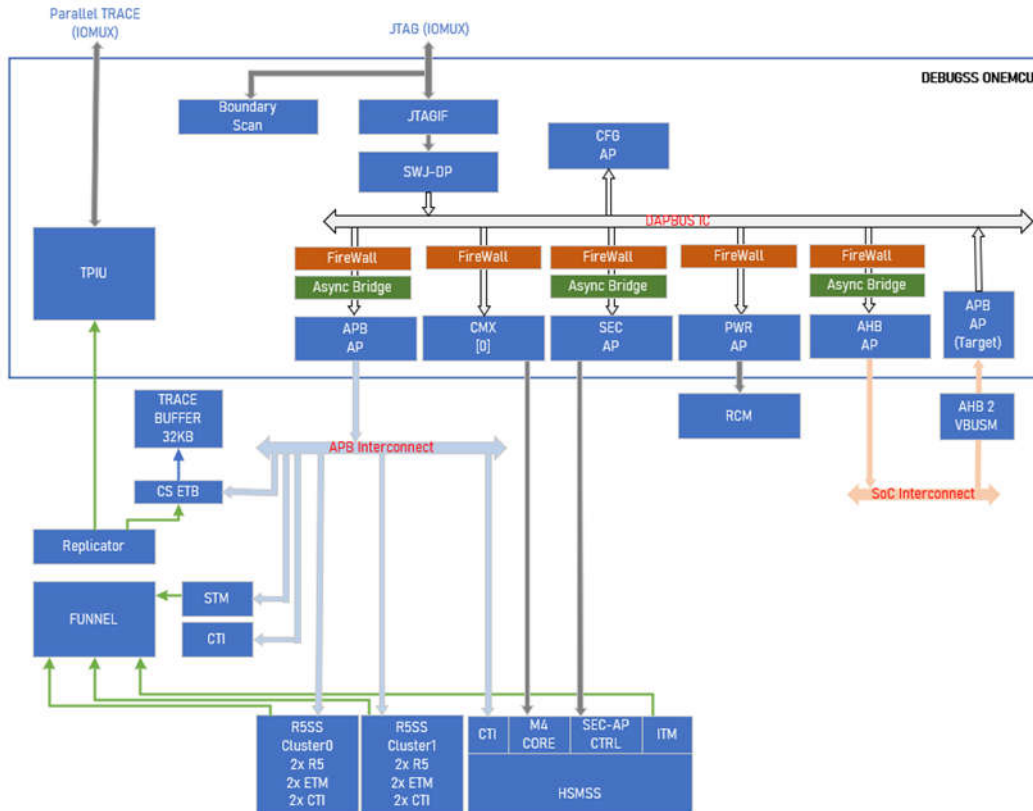 Parallel TRACE
(IOMUX)
JTAG (IOMUX)
DEBUGSS ONEMCU
Boundary
Scan
JTAGIF
CFG
AP
SWJ-DP
DAPBUS IC
TPIU
FireWall
FireWall
FireWall
FireWall
FireWall
Async Bridge
Async Bridge
Async Bridge
APB
AP
CMX
[0]
SEC
AP
PWR
AP
AHB
AP
APB
AP
(Target)
TRACE
BUFFER
32KB
RCM
AHB 2
VBUSM
APB Interconnect
CS ETB
SoC Interconnect
Replicator
FUNNEL
STM
CTI
R5SS
Cluster0
2x R5
2x ETM
2x CTI
R5SS
Cluster1
2x R5
2x ETM
2x CTI
CTI
M4
CORE
SEC-AP
CTRL
ITM
HSMSS